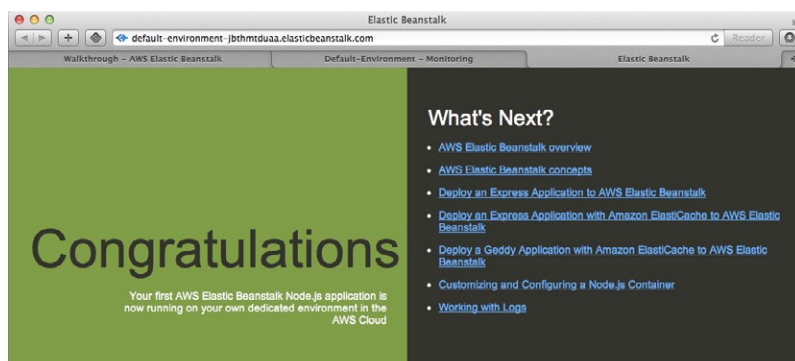 Elastic Beanstalk
default-environment-jbthmtduaa.elasticbeanstalk.com
Reader
Walkthrough – AWS Elastic Beanstalk
Default-Environment – Monitoring
Elastic Beanstalk
Congratulations
Your first AWS Elastic Beanstalk Node.js application is
now running on your own dedicated environment in the
AWS Cloud
What's Next?
AWS Elastic Beanstalk overview
AWS Elastic Beanstalk concepts
Deploy an Express Application to AWS Elastic Beanstalk
Deploy an Express Application with Amazon ElastiCache to AWS Elastic
Beanstalk
Deploy a Geddy Application with Amazon ElastiCache to AWS Elastic
Beanstalk
Customizing and Configuring a Node.js Container
Working with Logs